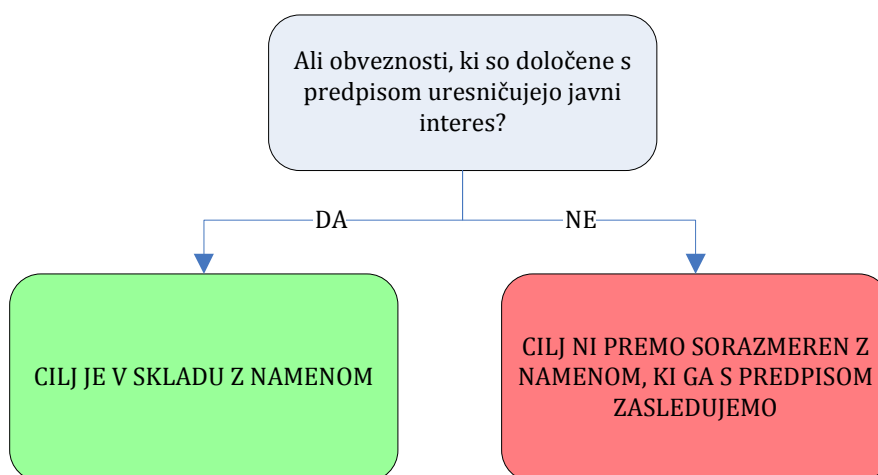 Ali obveznosti, ki so določene s
predpisom uresničujejo javni
interes?
DA
NE
CILJ JE V SKLADU Z NAMENOM
CILJ NI PREMO SORAZMEREN Z
NAMENOM, KI GA S PREDPISOM
ZASLEDUJEMO